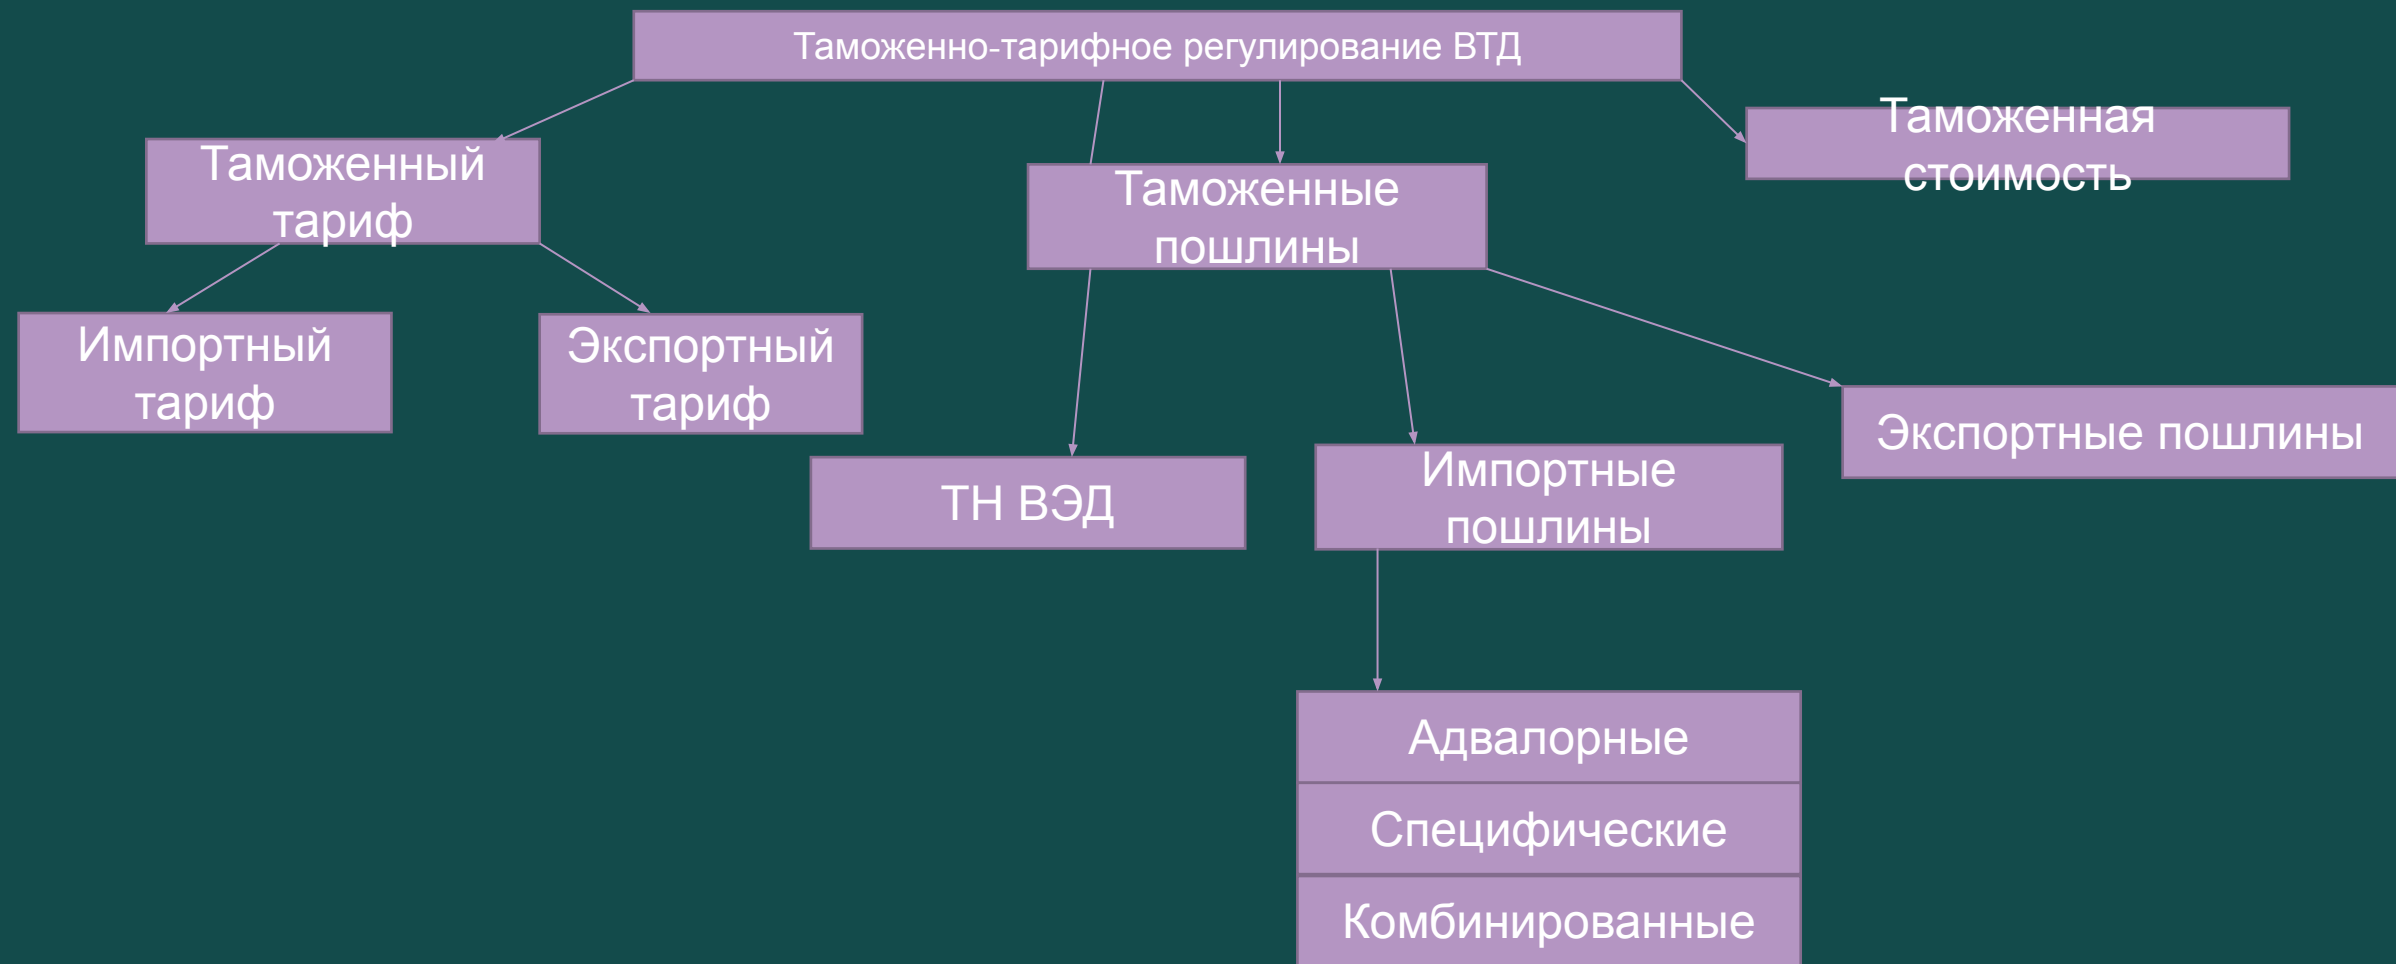 Таможенно-тарифное регулирование ВТД
Таможенная
стоимость
Таможенный
тариф
Таможенные
пошлины
Импортный
тариф
Экспортный
тариф
Экспортные пошлины
ТН ВЭД
Импортные
пошлины
Адвалорные
Специфические
Комбинированные